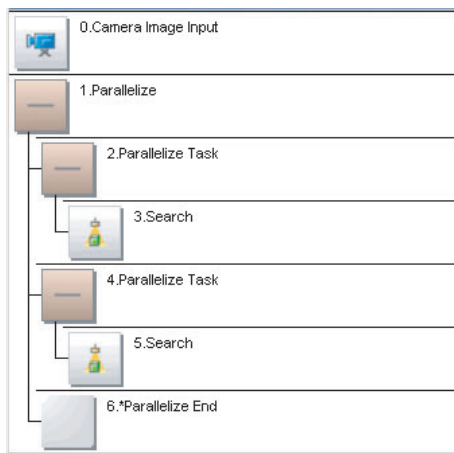 0.Camera Image Input
1.Parallelize
2.Parallelize Task
3.Search
4.Parallelize Task
5.Search
6.*Parallelize End